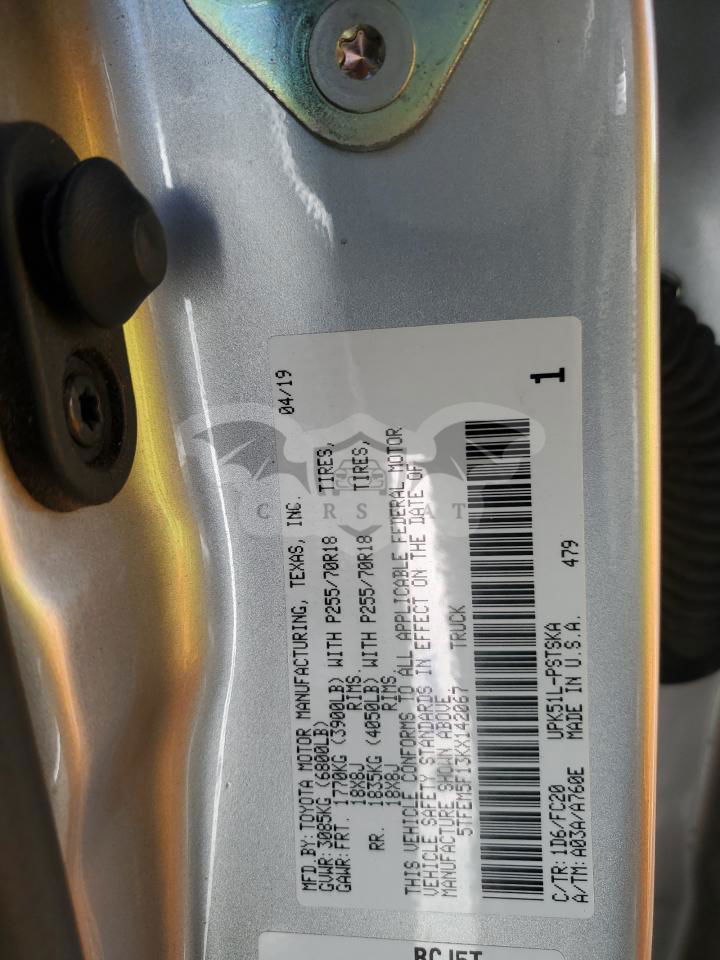 MFD BY: TOYOTA MOTOR MANUFACTURING, TEXAS, INC. 04/19
GVWR: 3085KG (6800LB)
GAWR: FRT. 1770KG (3900LB) WITH P255/70R18 TIRES,
18X8J RIMS.
RR. 1835KG (4050LB) WITH P255/70R18 TIRES,
18X8J RIMS.
THIS VEHICLE CONFORMS TO ALL APPLICABLE FEDERAL MOTOR
VEHICLE SAFETY STANDARDS IN EFFECT ON THE DATE OF
MANUFACTURE SHOWN ABOVE.
5TFEM5F13KX142067 TRUCK
1
C/TR: 1D6/FC20 UPK51L-PSTSKA 479
A/TM: A03A/A760E MADE IN U.S.A.
CARSAT